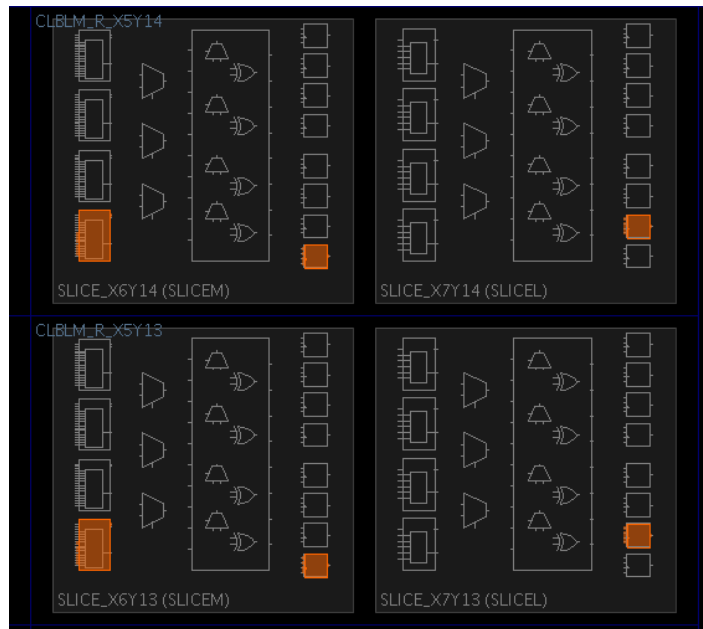 CLBLM_R_X5Y14
SLICE_X6Y14 (SLICEM)
SLICE_X7Y14 (SLICEL)
CLBLM_R_X5Y13
SLICE_X6Y13 (SLICEM)
SLICE_X7Y13 (SLICEL)